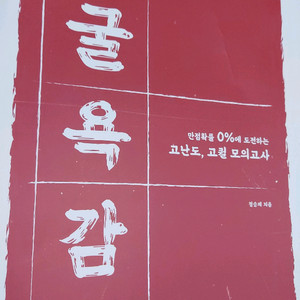 굴욕감
만점확률 0%에 도전하는
고난도, 고퀄 모의고사
정승제 지음